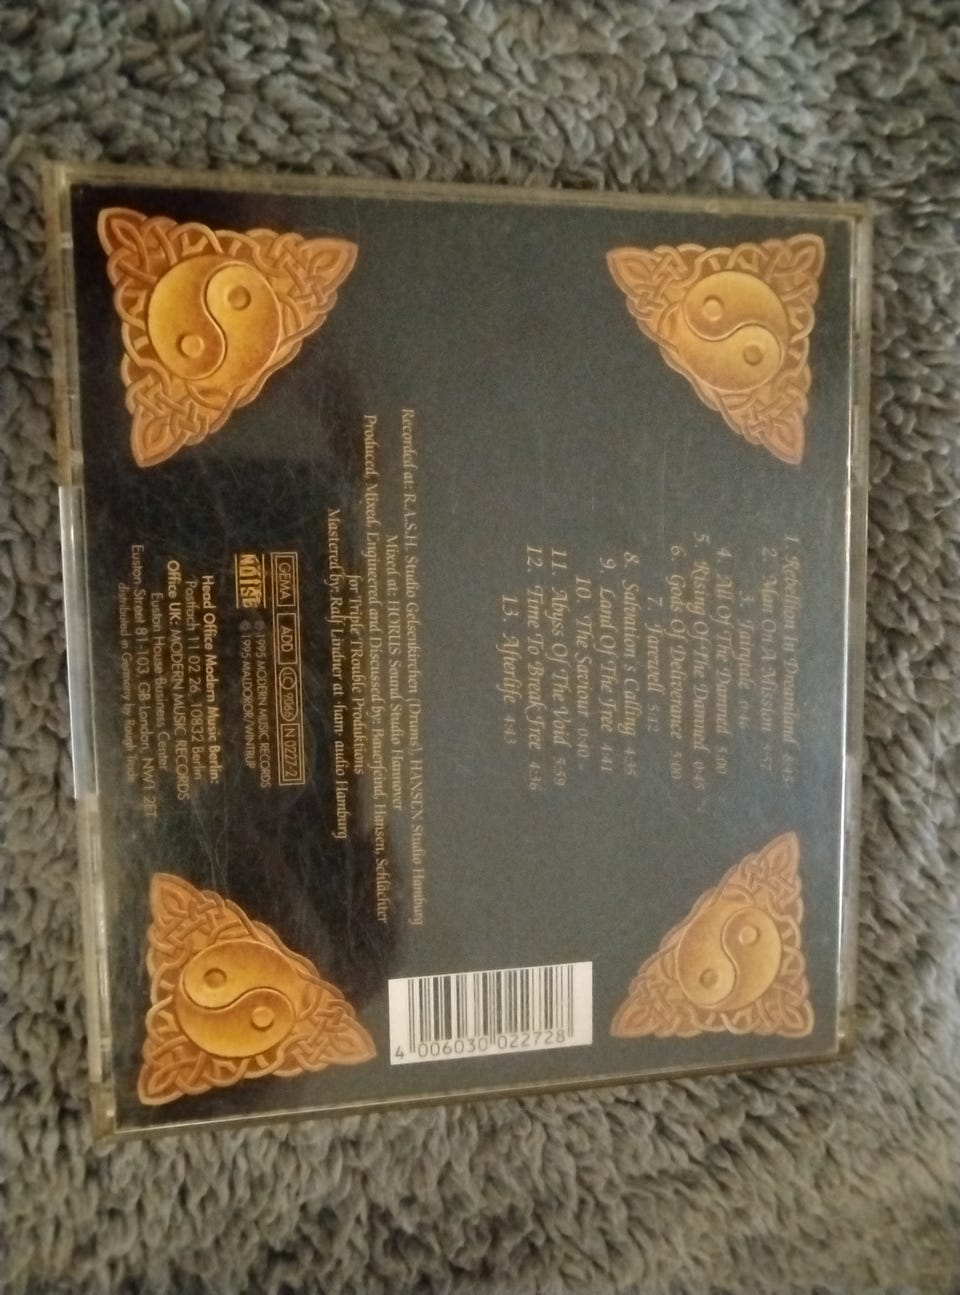 1. Rebellion In Dreamland 8:45
2. Man On A Mission 5:57
3. Fairytale 0:46
4. All Of The Damned 5:00
5. Rising Of The Damned 0:45
6. Gods Of Deliverance 5:00
7. Farewell 5:12
8. Salvation's Calling 4:35
9. Land Of The Free 4:41
10. The Saviour 0:40
11. Abyss Of The Void 5:59
12. Time To Break Free 4:36
13. Afterlife 4:43
Recorded at: R.A.S.H. Studio Gelsenkirchen (Drums), HANSEN Studio Hamburg
Mixed at: HORUS Sound Studio Hannover
Produced, Mixed, Engineered and Discussed by: Bauerfeind, Hansen, Schlächter
for Triple TRouble Produktions
Mastered by: Ralf Lindner at ham· audio Hamburg
GEMA ADD LC 5067 N 0227-2
NOISE
℗ 1995 MODERN MUSIC RECORDS
© 1995 MALDOROR/WINTRUP
Head Office Modern Music Berlin:
Postfach 11 02 26, 10832 Berlin
Office UK: MODERN MUSIC RECORDS
Euston House Business Center
Euston Street 81-103, GB-London, NW1 2ET
distributed in Germany by Rough Trade
4 006030 022728